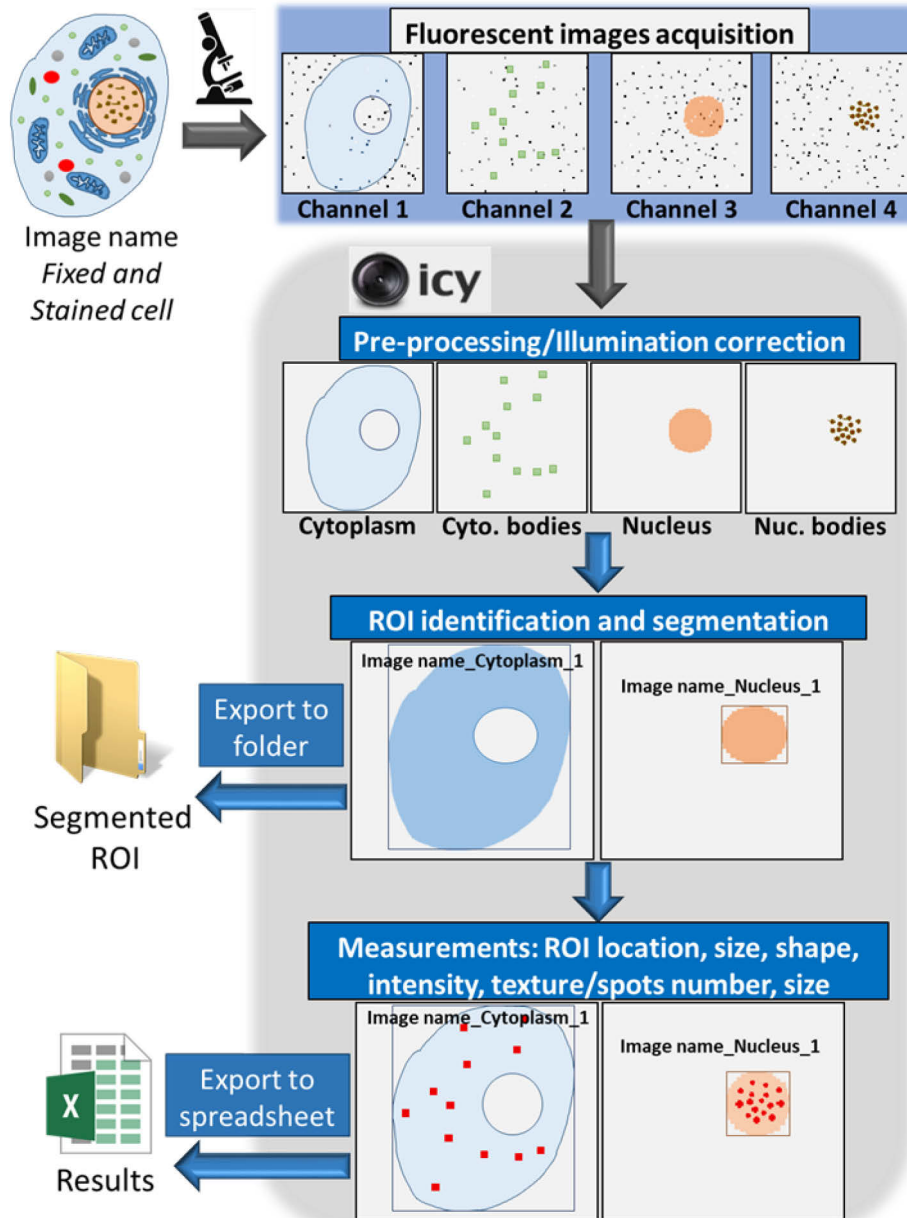 Fluorescent images acquisition
Channel 1
Channel 2
Channel 3
Channel 4
Image name
Fixed and
Stained cell
icy
Pre-processing/Illumination correction
Cytoplasm
Cyto. bodies
Nucleus
Nuc. bodies
ROI identification and segmentation
Image name_Cytoplasm_1
Image name_Nucleus_1
Export to
folder
Segmented
ROI
Measurements: ROI location, size, shape,
intensity, texture/spots number, size
Image name_Cytoplasm_1
Image name_Nucleus_1
X
Export to
spreadsheet
Results